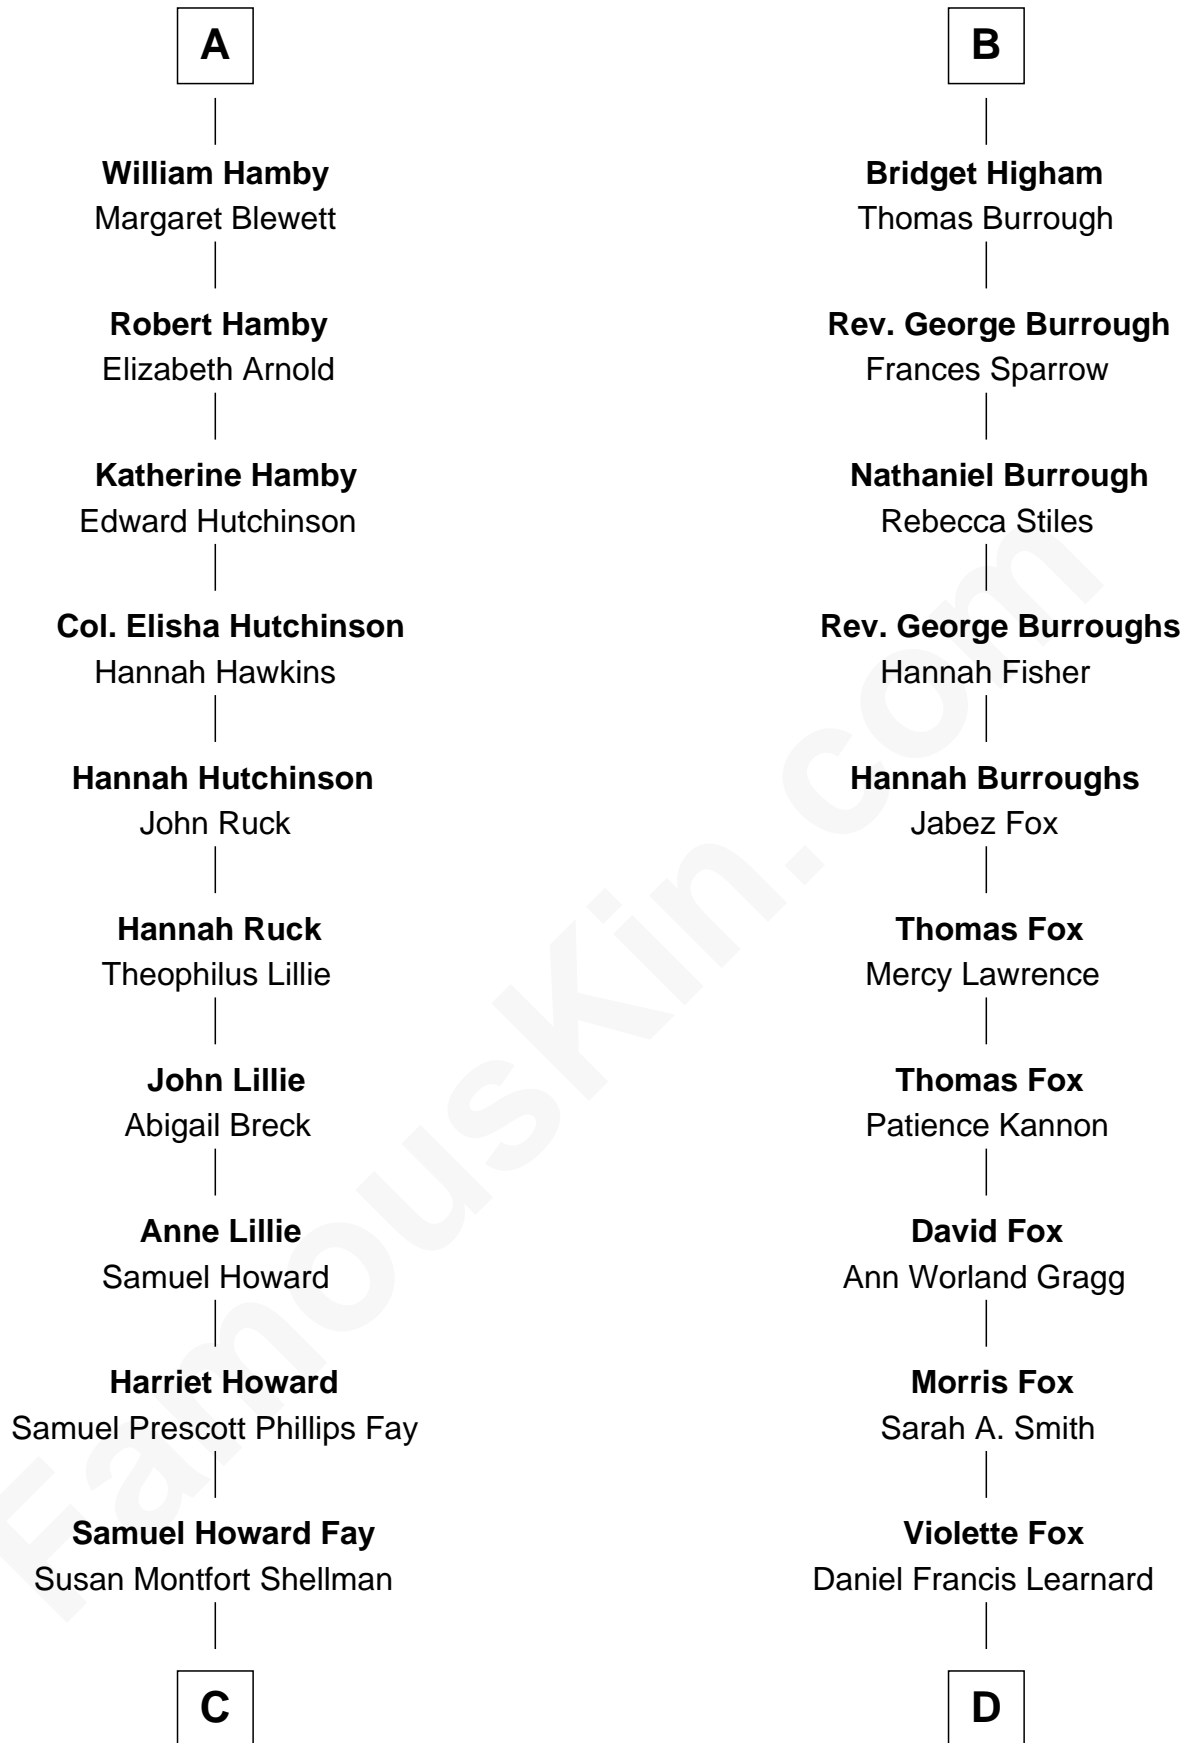 A
William Hamby
Margaret Blewett
Robert Hamby
Elizabeth Arnold
Katherine Hamby
Edward Hutchinson
Col. Elisha Hutchinson
Hannah Hawkins
Hannah Hutchinson
John Ruck
Hannah Ruck
Theophilus Lillie
John Lillie
Abigail Breck
Anne Lillie
Samuel Howard
Harriet Howard
Samuel Prescott Phillips Fay
Samuel Howard Fay
Susan Montfort Shellman
C
B
Bridget Higham
Thomas Burrough
Rev. George Burrough
Frances Sparrow
Nathaniel Burrough
Rebecca Stiles
Rev. George Burroughs
Hannah Fisher
Hannah Burroughs
Jabez Fox
Thomas Fox
Mercy Lawrence
Thomas Fox
Patience Kannon
David Fox
Ann Worland Gragg
Morris Fox
Sarah A. Smith
Violette Fox
Daniel Francis Learnard
D
FamousKin.com